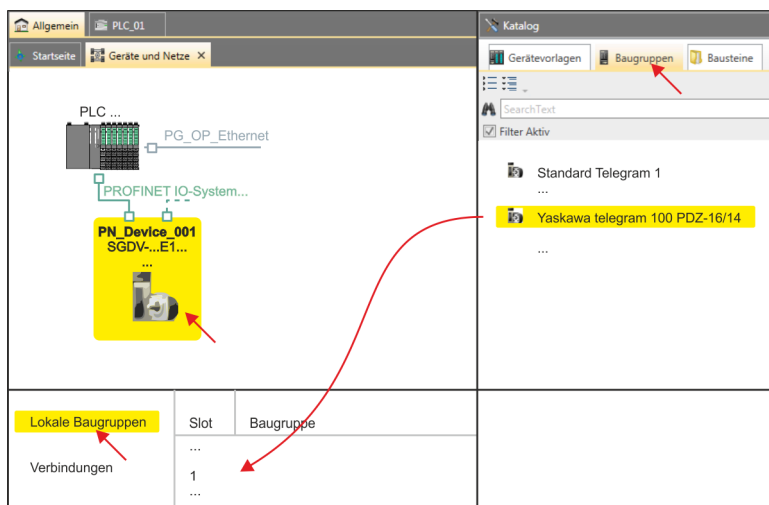 Allgemein
PLC_01
Startseite
Geräte und Netze
PLC ...
PG_OP_Ethernet
PROFINET IO-System...
PN_Device_001
SGDV-...E1...
...
Lokale Baugruppen
Verbindungen
Slot
Baugruppe
...
1
...
Katalog
Gerätevorlagen
Baugruppen
Bausteine
SearchText
Filter Aktiv
Standard Telegram 1
...
Yaskawa telegram 100 PDZ-16/14
...